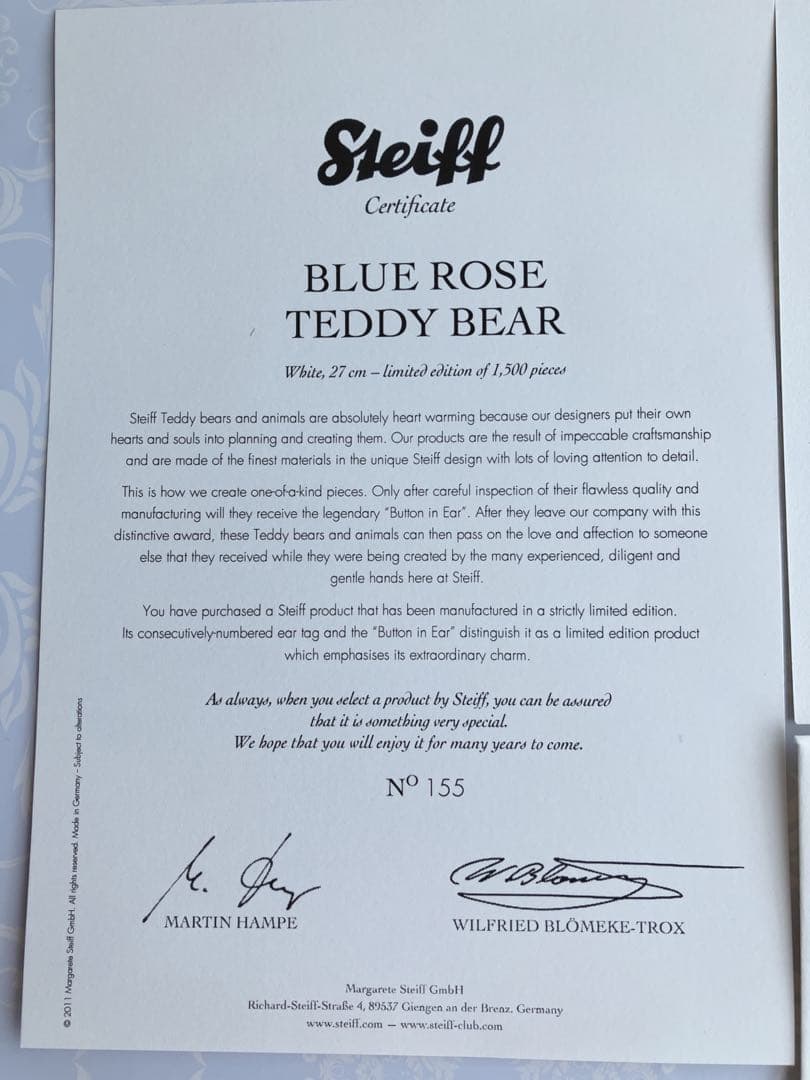 Steiff
Certificate
BLUE ROSE
TEDDY BEAR
White, 27 cm – limited edition of 1,500 pieces
Steiff Teddy bears and animals are absolutely heart warming because our designers put their own
hearts and souls into planning and creating them. Our products are the result of impeccable craftsmanship
and are made of the finest materials in the unique Steiff design with lots of loving attention to detail.
This is how we create one-of-a-kind pieces. Only after careful inspection of their flawless quality and
manufacturing will they receive the legendary “Button in Ear”. After they leave our company with this
distinctive award, these Teddy bears and animals can then pass on the love and affection to someone
else that they received while they were being created by the many experienced, diligent and
gentle hands here at Steiff.
You have purchased a Steiff product that has been manufactured in a strictly limited edition.
Its consecutively-numbered ear tag and the “Button in Ear” distinguish it as a limited edition product
which emphasises its extraordinary charm.
As always, when you select a product by Steiff, you can be assured
that it is something very special.
We hope that you will enjoy it for many years to come.
Nº 155
MARTIN HAMPE
WILFRIED BLÖMEKE-TROX
Margarete Steiff GmbH
Richard-Steiff-Straße 4, 89537 Giengen an der Brenz, Germany
www.steiff.com – www.steiff-club.com
© 2011 Margarete Steiff GmbH. All rights reserved. Made in Germany – Subject to alterations